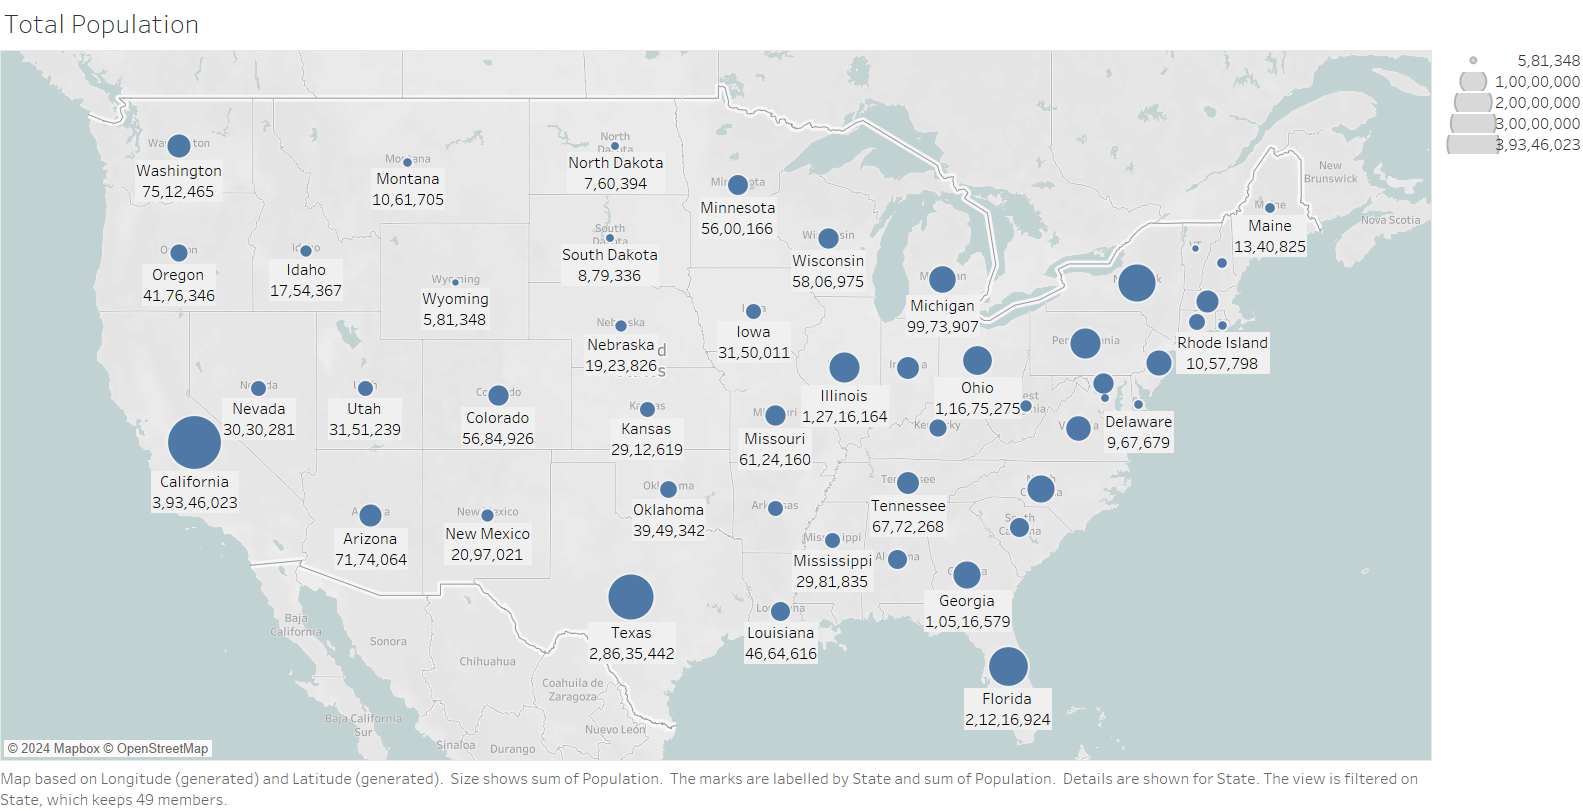 Total Population
5,81,348
1,00,00,000
2,00,00,000
3,00,00,000
3,93,46,023
Washington
75,12,465
Montana
10,61,705
North
Dakota
North Dakota
7,60,394
Minnesota
56,00,166
New
Brunswick
Nova Scotia
Maine
13,40,825
Oregon
41,76,346
Idaho
17,54,367
Wyoming
Wyoming
5,81,348
South
Dakota
South Dakota
8,79,336
Wisconsin
58,06,975
Michigan
99,73,907
Nebraska
Nebraska
19,23,826
Iowa
31,50,011
Rhode Island
10,57,798
Nevada
30,30,281
Utah
31,51,239
Colorado
56,84,926
Kansas
29,12,619
Missouri
61,24,160
Illinois
1,27,16,164
Ohio
1,16,75,275
Delaware
9,67,679
California
3,93,46,023
Arizona
71,74,064
New Mexico
20,97,021
Oklahoma
39,49,342
Tennessee
67,72,268
Mississippi
29,81,835
Georgia
1,05,16,579
Texas
2,86,35,442
Louisiana
46,64,616
Florida
2,12,16,924
Baja
California
Sonora
Chihuahua
Coahuila de
Zaragoza
Nuevo León
Baja California
Sur
Sinaloa
Durango
© 2024 Mapbox © OpenStreetMap
Map based on Longitude (generated) and Latitude (generated).  Size shows sum of Population.  The marks are labelled by State and sum of Population.  Details are shown for State. The view is filtered on
State, which keeps 49 members.